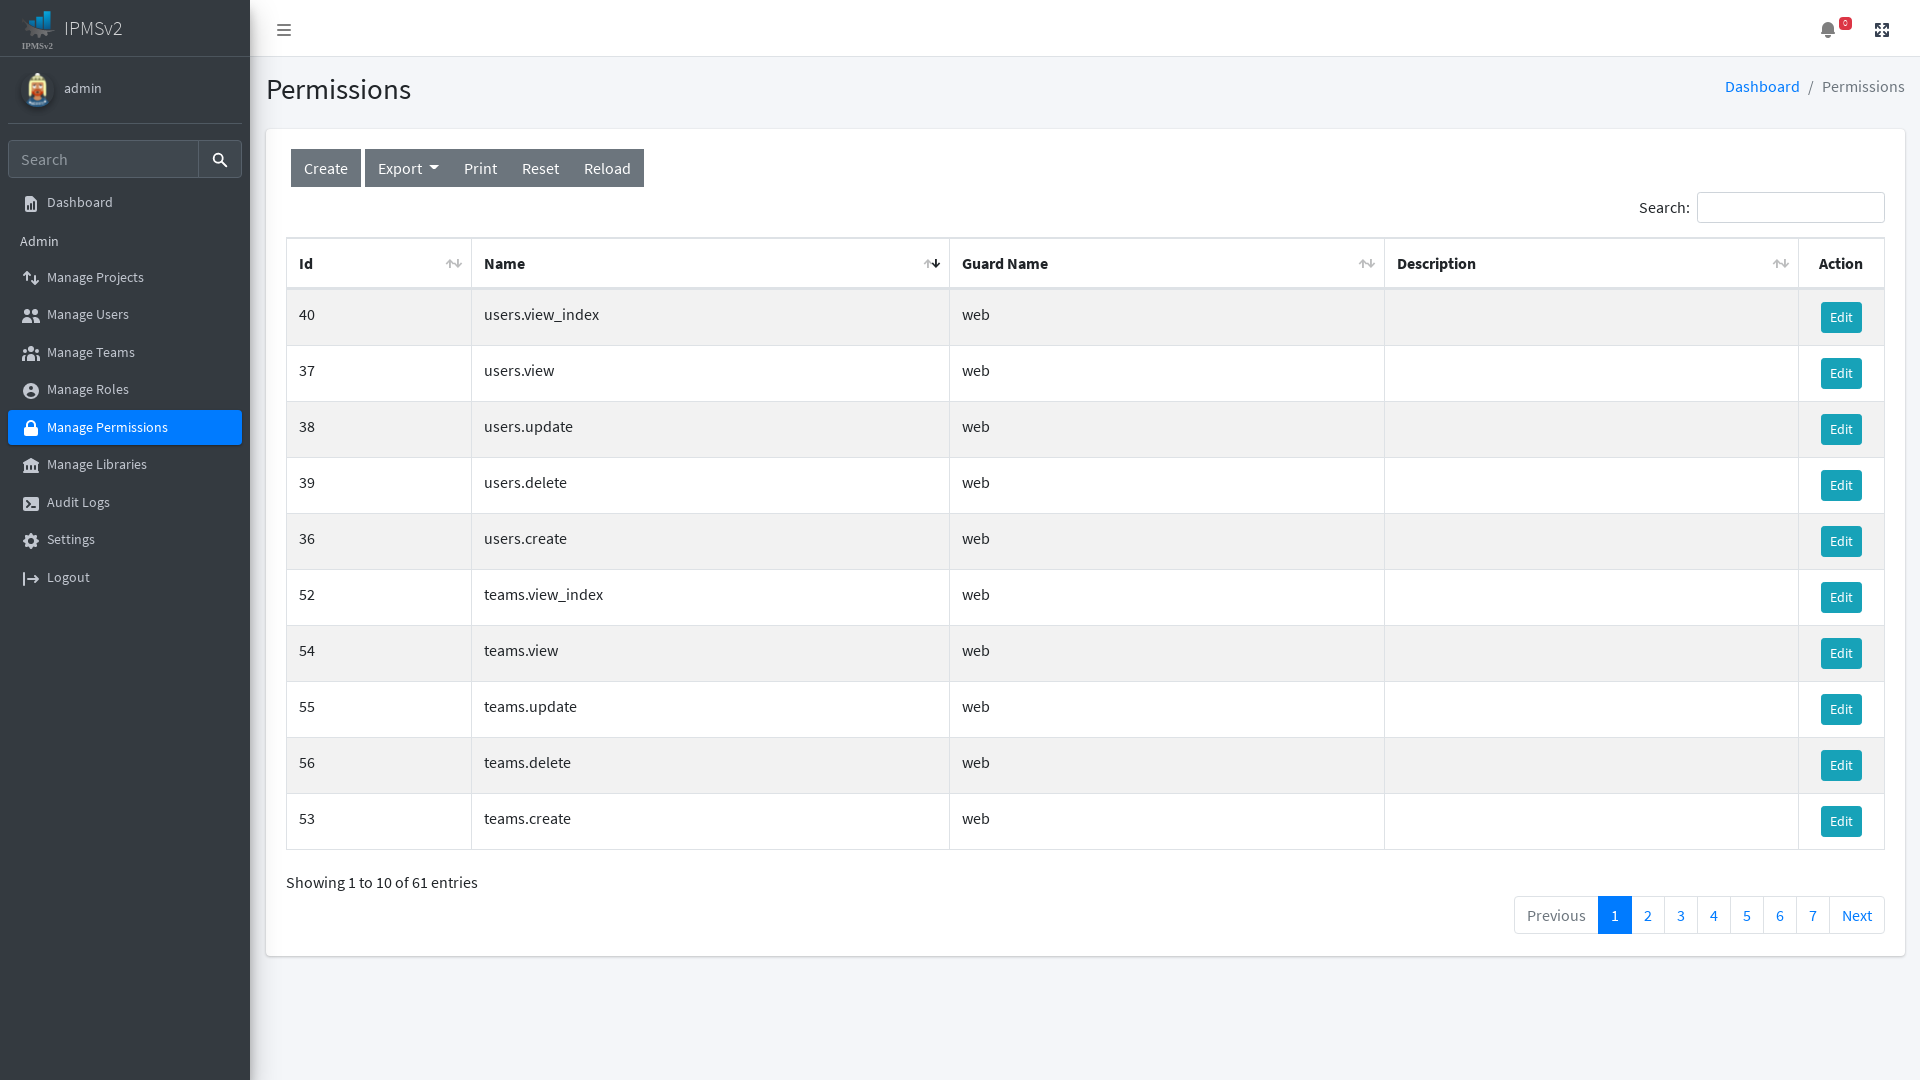 IPMSv2
IPMSv2
0
admin
Search
Dashboard
Admin
Manage Projects
Manage Users
Manage Teams
Manage Roles
Manage Permissions
Manage Libraries
Audit Logs
Settings
Logout
Permissions
Dashboard / Permissions
Create Export Print Reset Reload
Search:
Id Name Guard Name Description Action
40 users.view_index web Edit
37 users.view web Edit
38 users.update web Edit
39 users.delete web Edit
36 users.create web Edit
52 teams.view_index web Edit
54 teams.view web Edit
55 teams.update web Edit
56 teams.delete web Edit
53 teams.create web Edit
Showing 1 to 10 of 61 entries
Previous 1 2 3 4 5 6 7 Next